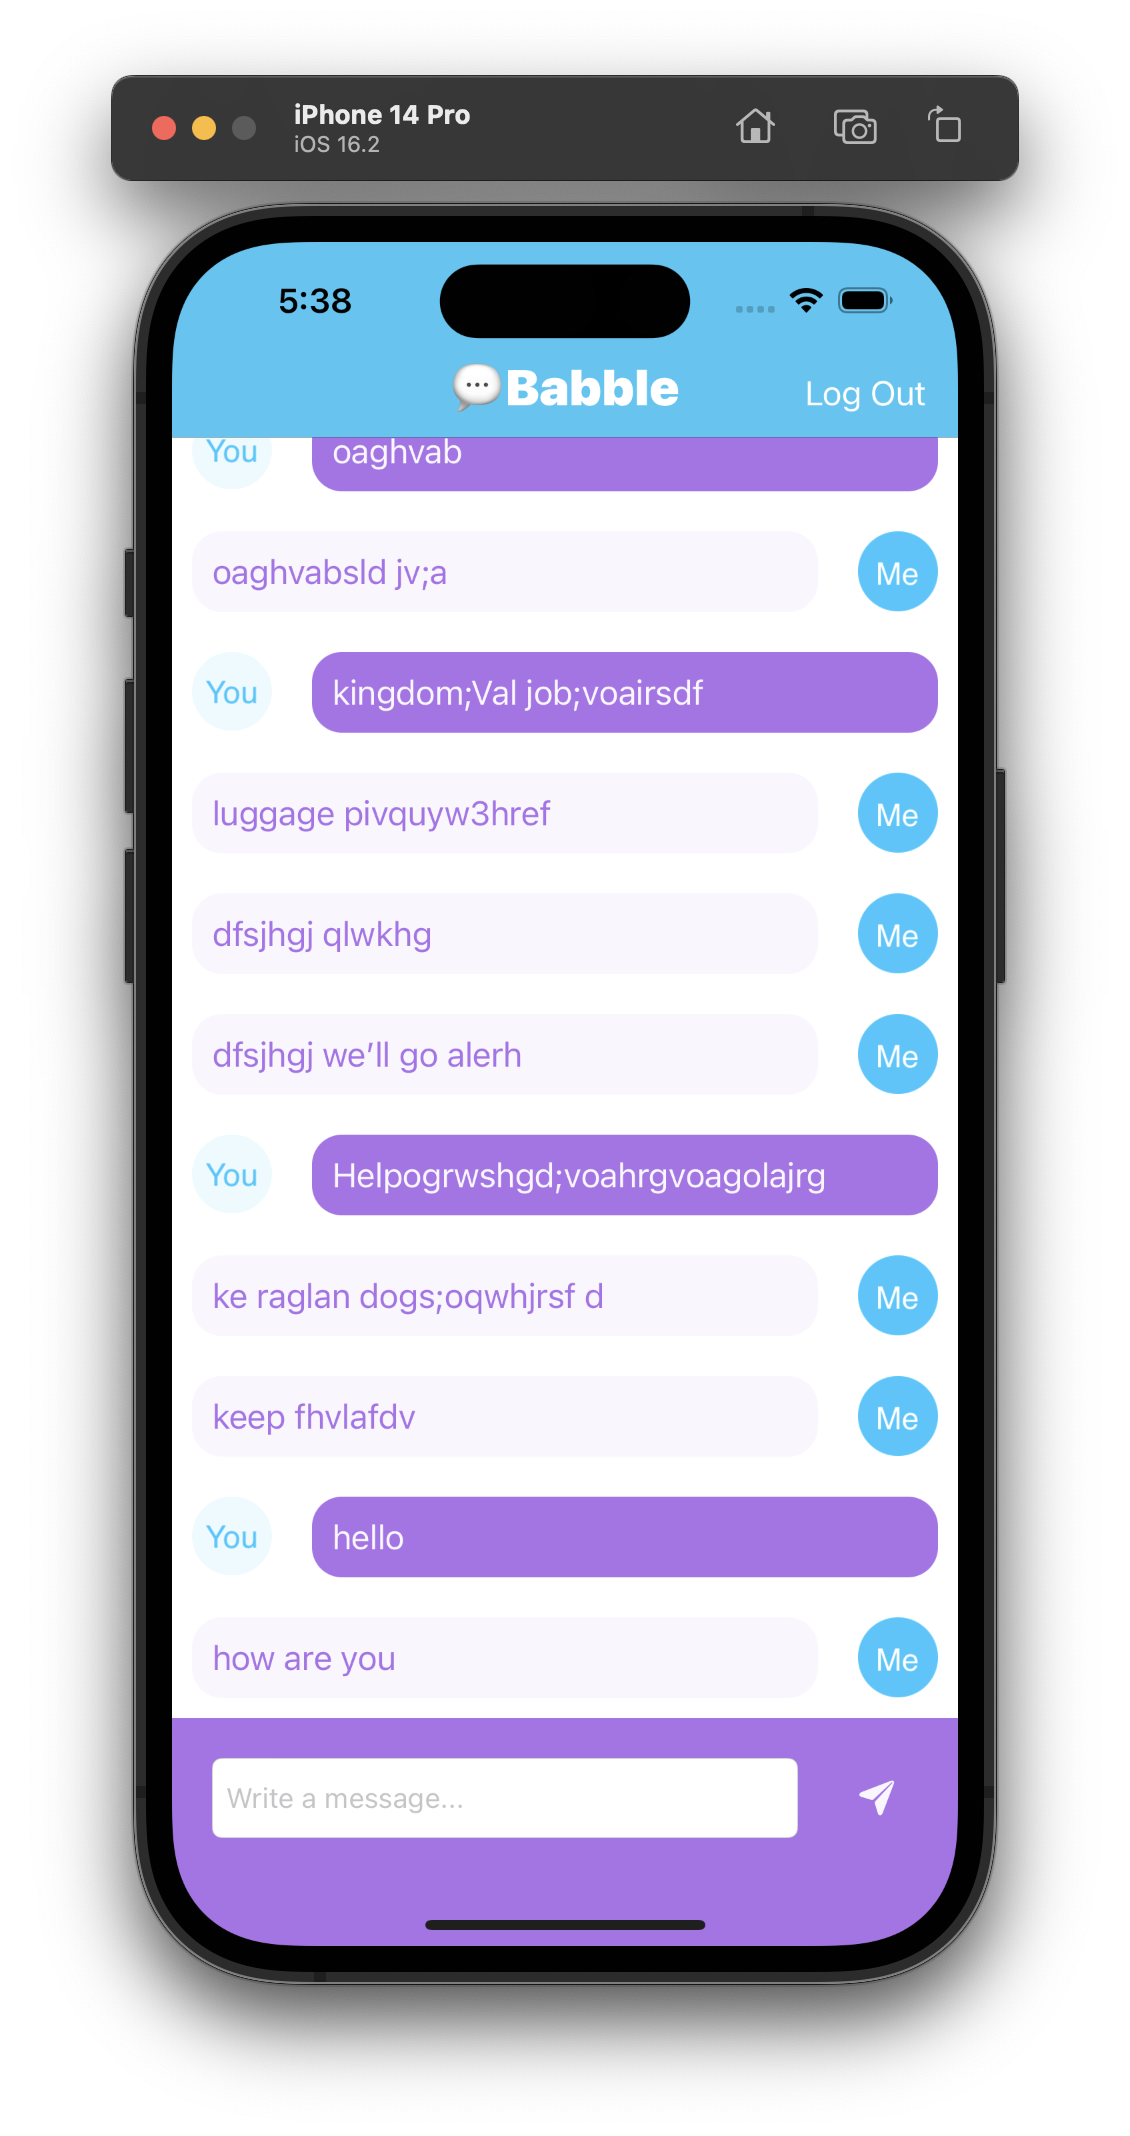 iPhone 14 Pro
iOS 16.2
5:38
💬Babble Log Out
You oaghvab
oaghvabsld jv;a Me
You kingdom;Val job;voairsdf
luggage pivquyw3href Me
dfsjhgj qlwkhg Me
dfsjhgj we’ll go alerh Me
You Helpogrwshgd;voahrgvoagolajrg
ke raglan dogs;oqwhjrsf d Me
keep fhvlafdv Me
You hello
how are you Me
Write a message...